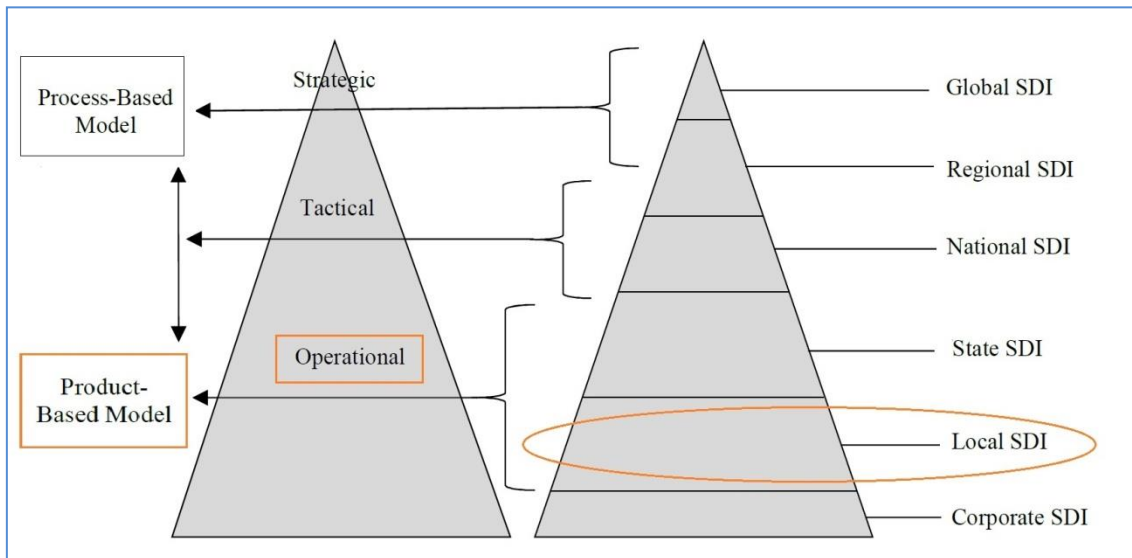 Process-Based
Model
Strategic
Global SDI
Regional SDI
Tactical
National SDI
Operational
State SDI
Product-
Based Model
Local SDI
Corporate SDI